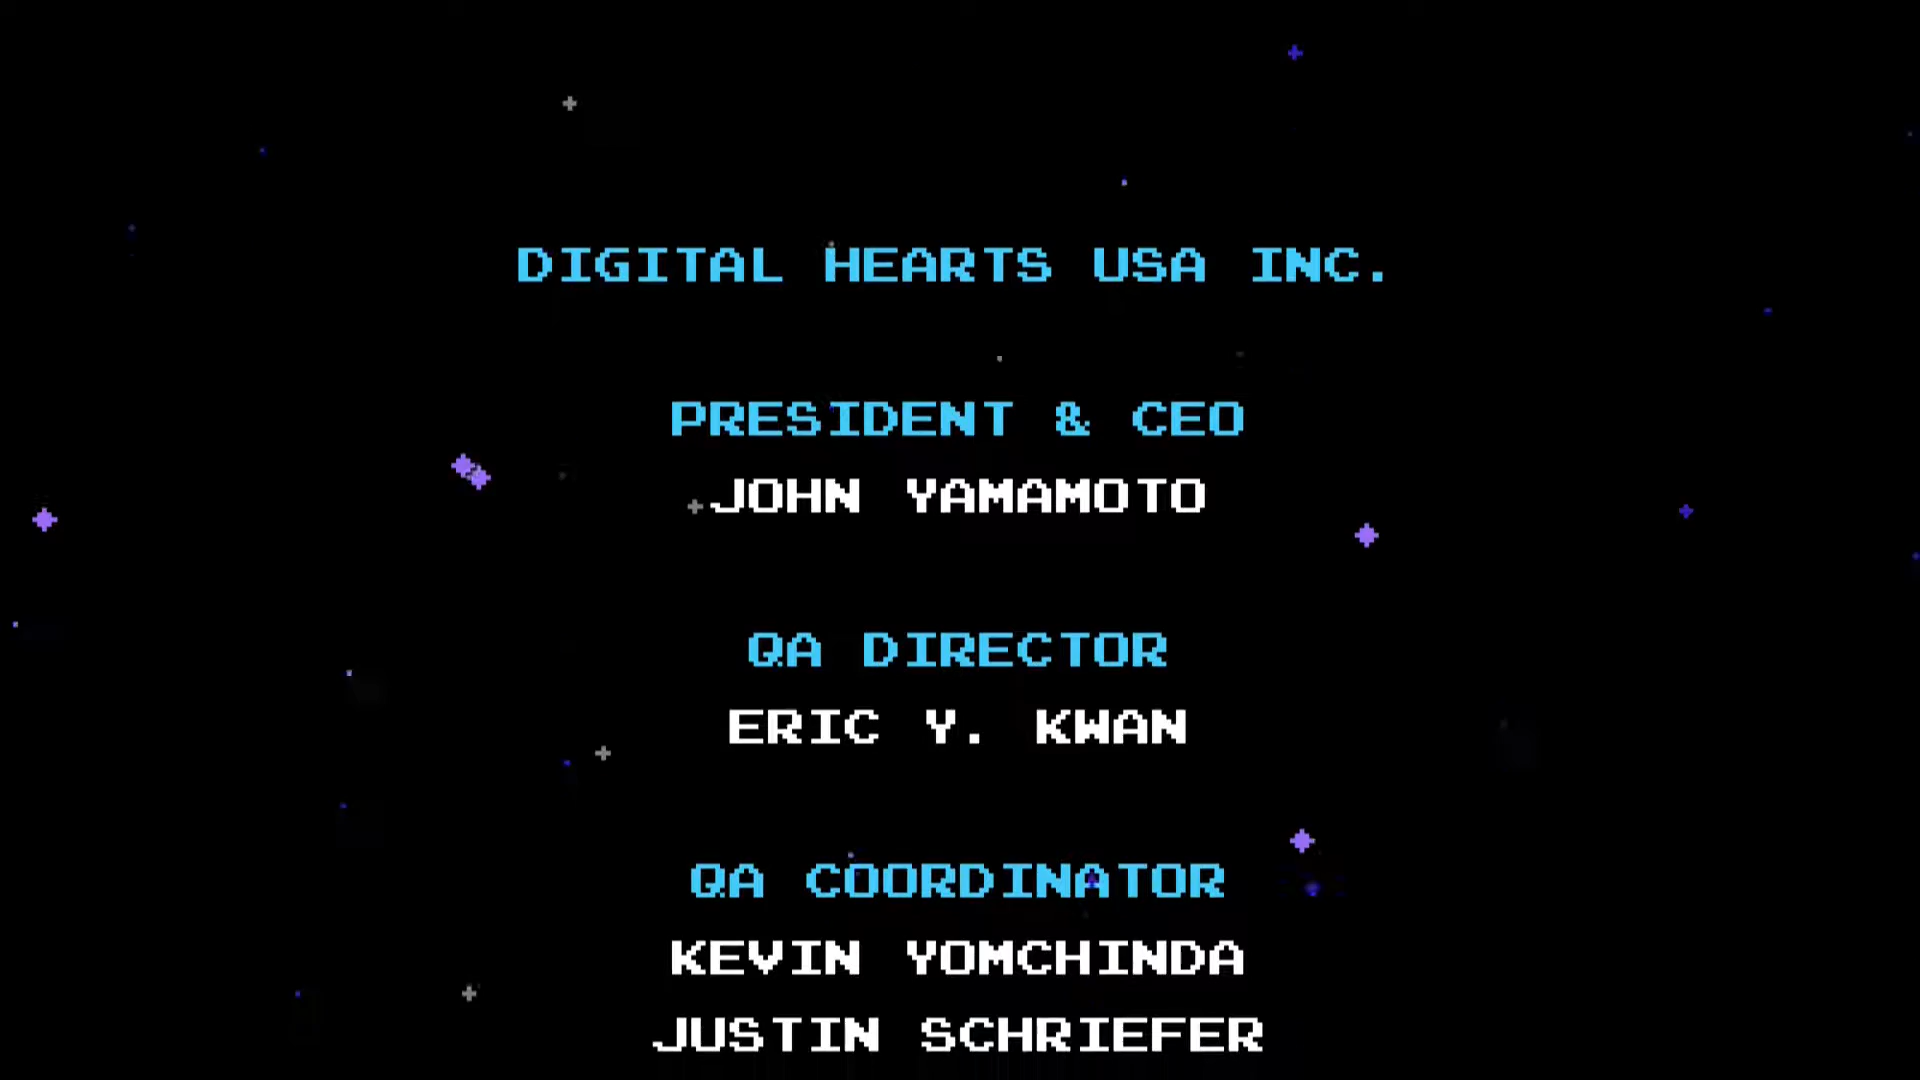 DIGITAL HEARTS USA INC.
PRESIDENT & CEO
JOHN YAMAMOTO
QA DIRECTOR
ERIC Y. KWAN
QA COORDINATOR
KEVIN YOMCHINDA
JUSTIN SCHRIEFER